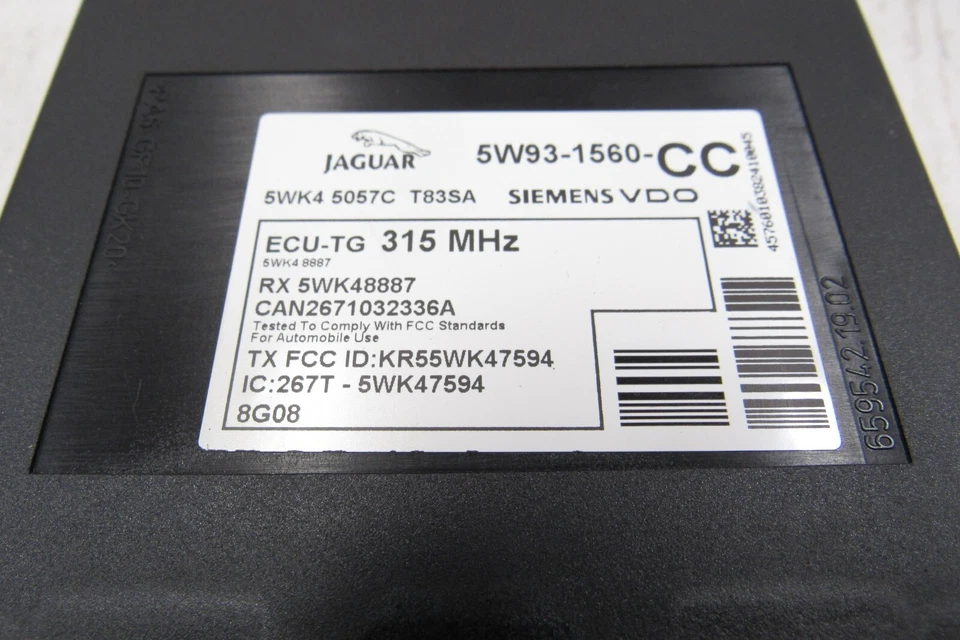 JAGUAR
5W93-1560-CC
5WK4 5057C T83SA SIEMENS VDO
ECU-TG 315 MHz
5WK4 8887
RX 5WK48887
CAN2671032336A
Tested To Comply With FCC Standards
For Automobile Use
TX FCC ID:KR55WK47594
IC:267T - 5WK47594
8G08
4576010382410045
659542.19.02